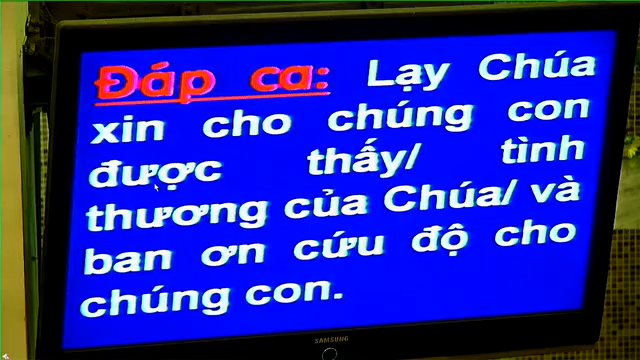 Đáp ca: Lạy Chúa
xin cho chúng con
được thấy/ tình
thương của Chúa/ và
ban ơn cứu độ cho
chúng con.
SAMSUNG